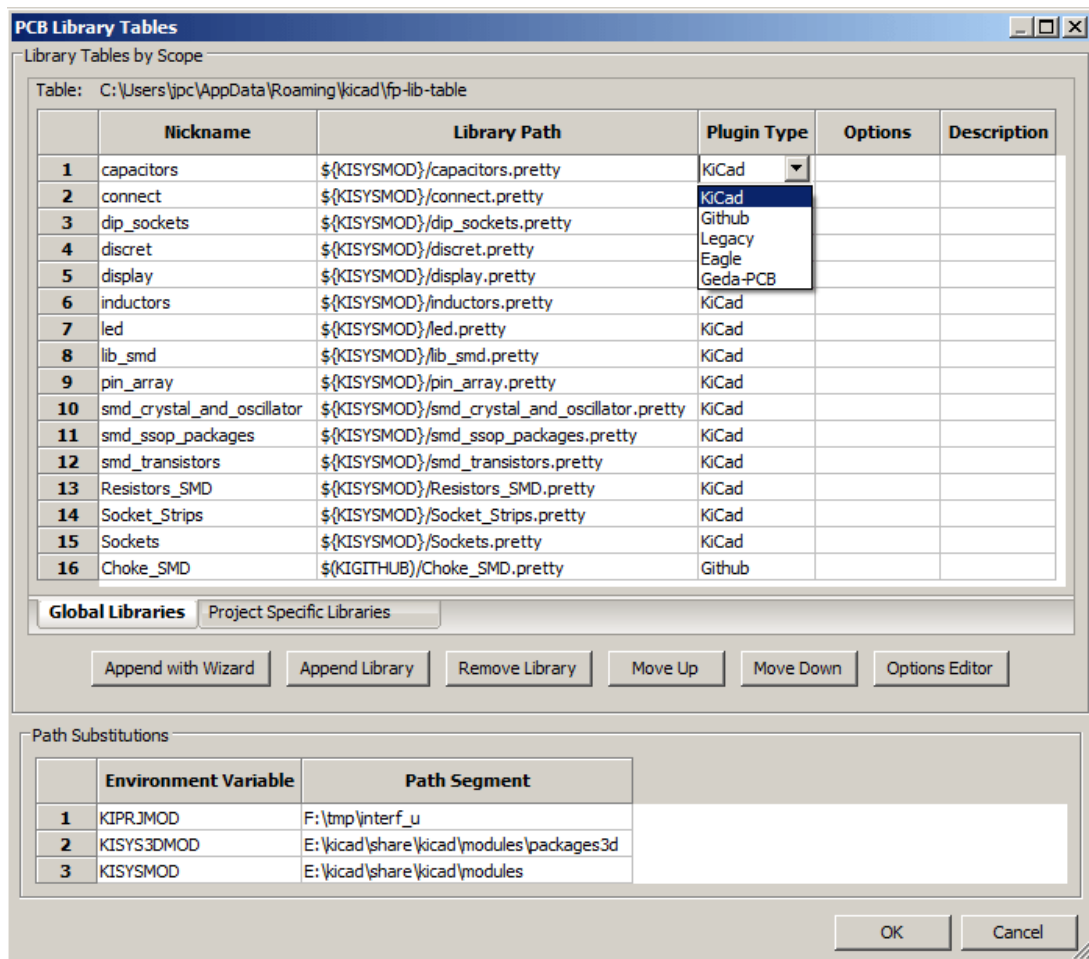 PCB Library Tables
Library Tables by Scope
Table: C:\Users\jpc\AppData\Roaming\kicad\fp-lib-table
Nickname Library Path Plugin Type Options Description
1 capacitors ${KISYSMOD}/capacitors.pretty KiCad
2 connect ${KISYSMOD}/connect.pretty KiCad
3 dip_sockets ${KISYSMOD}/dip_sockets.pretty Github
4 discret ${KISYSMOD}/discret.pretty Legacy
5 display ${KISYSMOD}/display.pretty Eagle
Geda-PCB
6 inductors ${KISYSMOD}/inductors.pretty KiCad
7 led ${KISYSMOD}/led.pretty KiCad
8 lib_smd ${KISYSMOD}/lib_smd.pretty KiCad
9 pin_array ${KISYSMOD}/pin_array.pretty KiCad
10 smd_crystal_and_oscillator ${KISYSMOD}/smd_crystal_and_oscillator.pretty KiCad
11 smd_ssop_packages ${KISYSMOD}/smd_ssop_packages.pretty KiCad
12 smd_transistors ${KISYSMOD}/smd_transistors.pretty KiCad
13 Resistors_SMD ${KISYSMOD}/Resistors_SMD.pretty KiCad
14 Socket_Strips ${KISYSMOD}/Socket_Strips.pretty KiCad
15 Sockets ${KISYSMOD}/Sockets.pretty KiCad
16 Choke_SMD $(KIGITHUB)/Choke_SMD.pretty Github
Global Libraries Project Specific Libraries
Append with Wizard Append Library Remove Library Move Up Move Down Options Editor
Path Substitutions
Environment Variable Path Segment
1 KIPRJMOD F:\tmp\interf_u
2 KISYS3DMOD E:\kicad\share\kicad\modules\packages3d
3 KISYSMOD E:\kicad\share\kicad\modules
OK Cancel